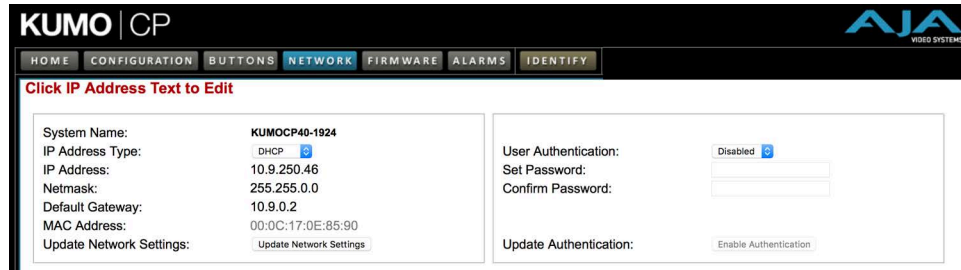 KUMO | CP
AJA
VIDEO SYSTEMS
HOME CONFIGURATION BUTTONS NETWORK FIRMWARE ALARMS IDENTIFY
Click IP Address Text to Edit
System Name: KUMOCP40-1924
IP Address Type: DHCP
IP Address: 10.9.250.46
Netmask: 255.255.0.0
Default Gateway: 10.9.0.2
MAC Address: 00:0C:17:0E:85:90
Update Network Settings: Update Network Settings
User Authentication: Disabled
Set Password:
Confirm Password:
Update Authentication: Enable Authentication